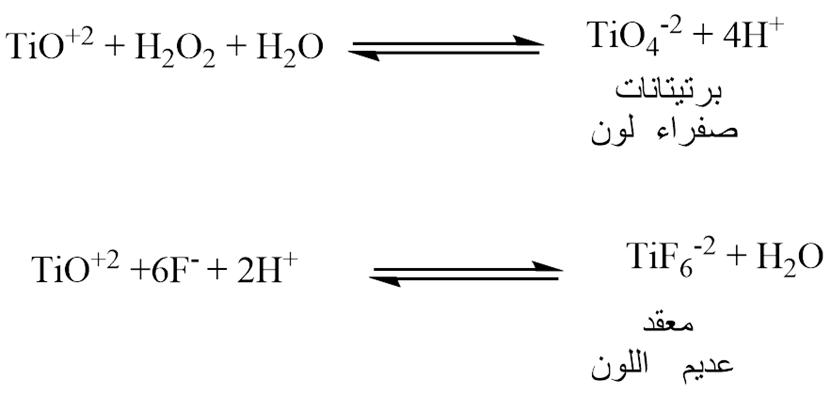 TiO⁺² + H₂O₂ + H₂O ⇌ TiO₄⁻² + 4H⁺
برتيتانات
صفراء لون
TiO⁺² +6F⁻ + 2H⁺ ⇌ TiF₆⁻² + H₂O
معقد
عديم اللون